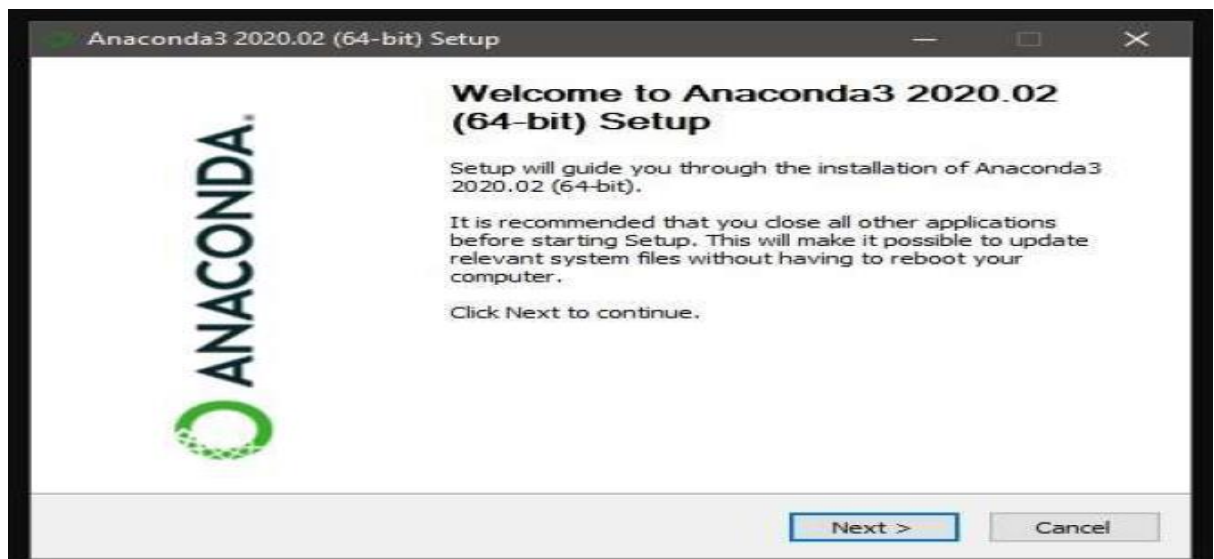 Anaconda3 2020.02 (64-bit) Setup
ANACONDA.
Welcome to Anaconda3 2020.02
(64-bit) Setup
Setup will guide you through the installation of Anaconda3
2020.02 (64-bit).
It is recommended that you close all other applications
before starting Setup. This will make it possible to update
relevant system files without having to reboot your
computer.
Click Next to continue.
Next >
Cancel